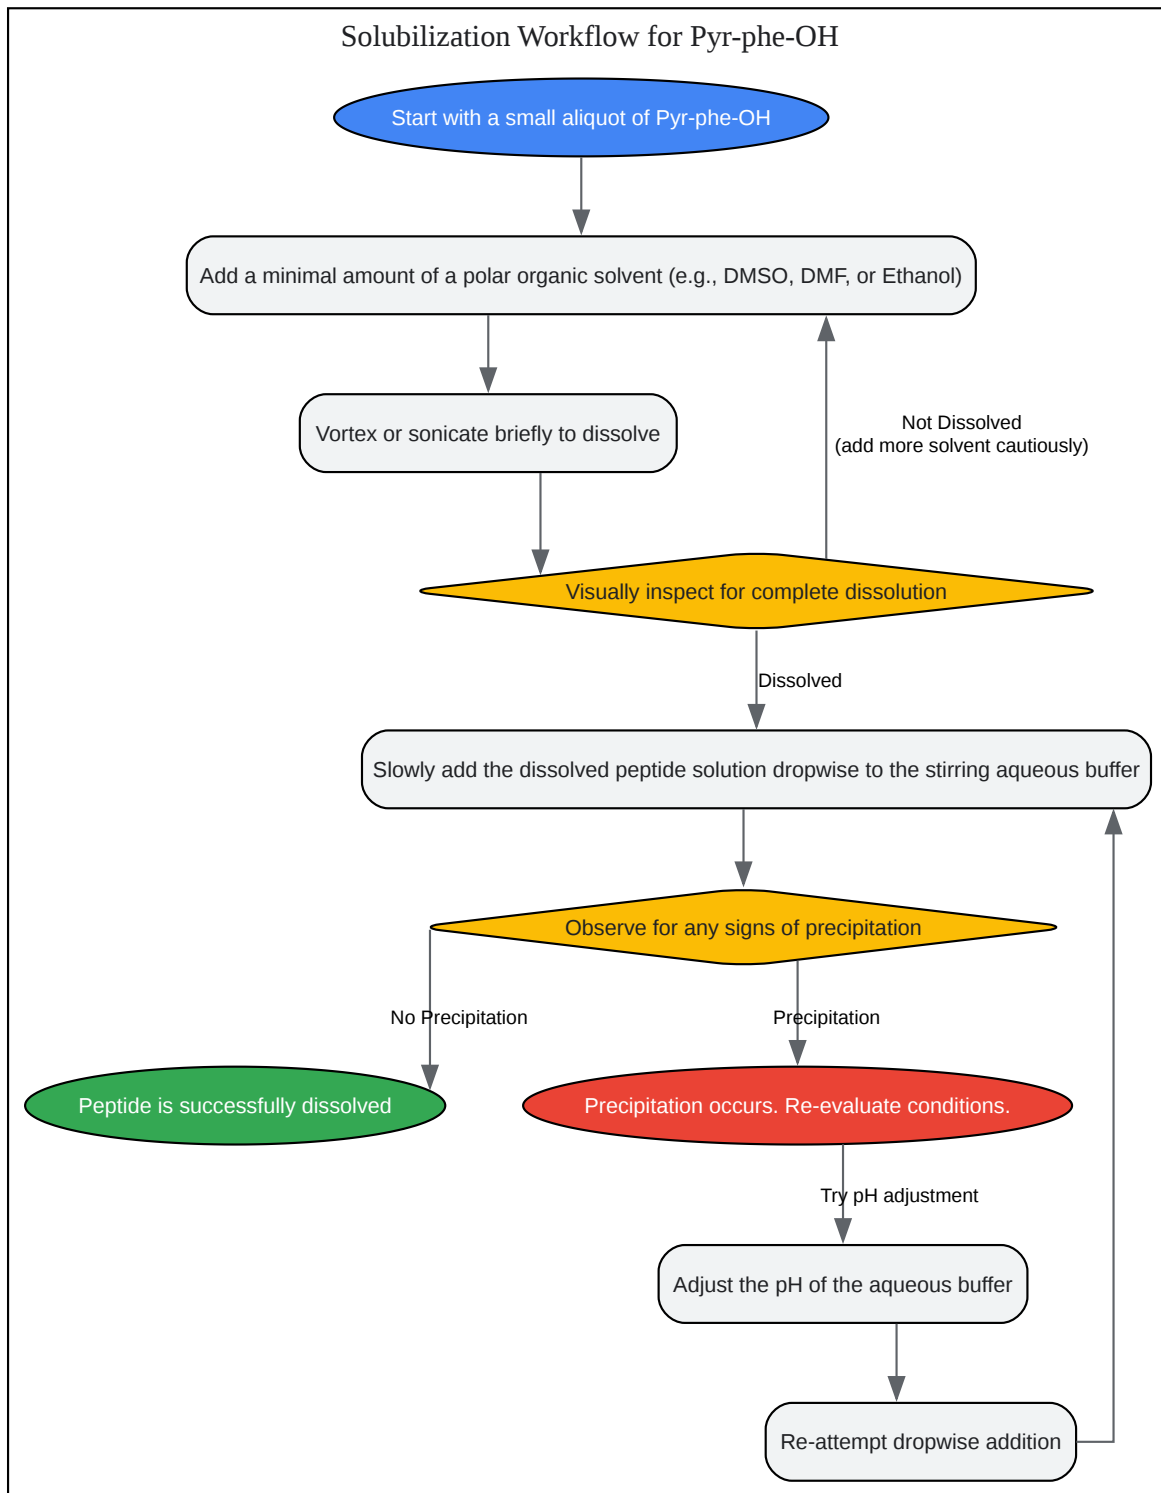 Solubilization Workflow for Pyr-phe-OH
Start with a small aliquot of Pyr-phe-OH
Add a minimal amount of a polar organic solvent (e.g., DMSO, DMF, or Ethanol)
Vortex or sonicate briefly to dissolve
Not Dissolved
(add more solvent cautiously)
Visually inspect for complete dissolution
Dissolved
Slowly add the dissolved peptide solution dropwise to the stirring aqueous buffer
Observe for any signs of precipitation
No Precipitation
Precipitation
Peptide is successfully dissolved
Precipitation occurs. Re-evaluate conditions.
Try pH adjustment
Adjust the pH of the aqueous buffer
Re-attempt dropwise addition